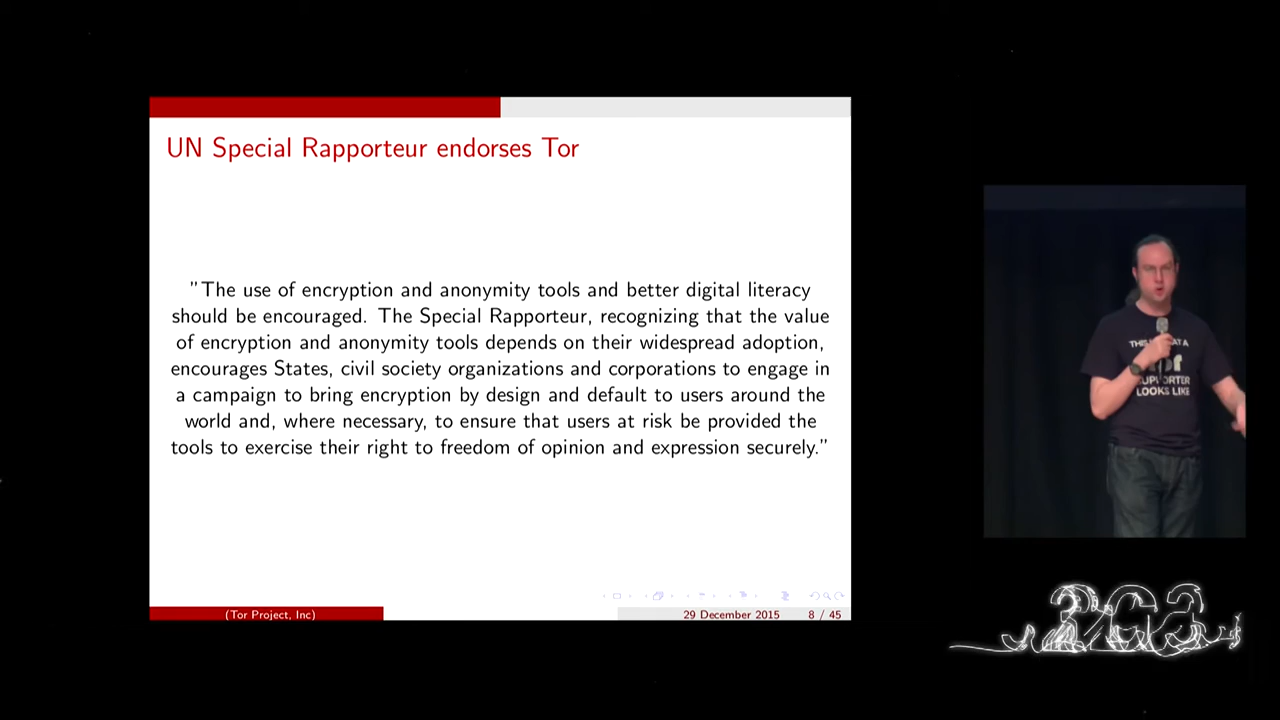 UN Special Rapporteur endorses Tor
"The use of encryption and anonymity tools and better digital literacy
should be encouraged. The Special Rapporteur, recognizing that the value
of encryption and anonymity tools depends on their widespread adoption,
encourages States, civil society organizations and corporations to engage in
a campaign to bring encryption by design and default to users around the
world and, where necessary, to ensure that users at risk be provided the
tools to exercise their right to freedom of opinion and expression securely."
(Tor Project, Inc)
29 December 2015 8 / 45
SUPPORTER
LOOKS LIKE